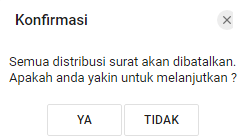 Konfirmasi
Semua distribusi surat akan dibatalkan.
Apakah anda yakin untuk melanjutkan ?
YA
TIDAK